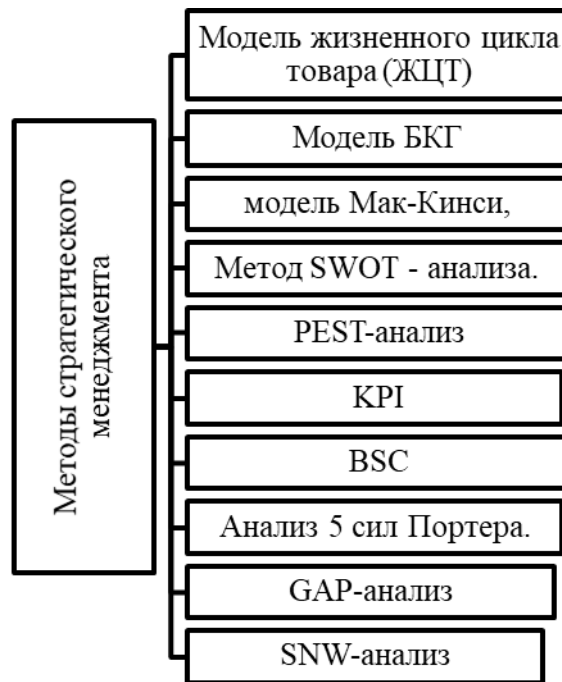 Методы стратегического
менеджмента
Модель жизненного цикла
товара (ЖЦТ)
Модель БКГ
модель Мак-Кинси,
Метод SWOT - анализа.
PEST-анализ
KPI
BSC
Анализ 5 сил Портера.
GAP-анализ
SNW-анализ